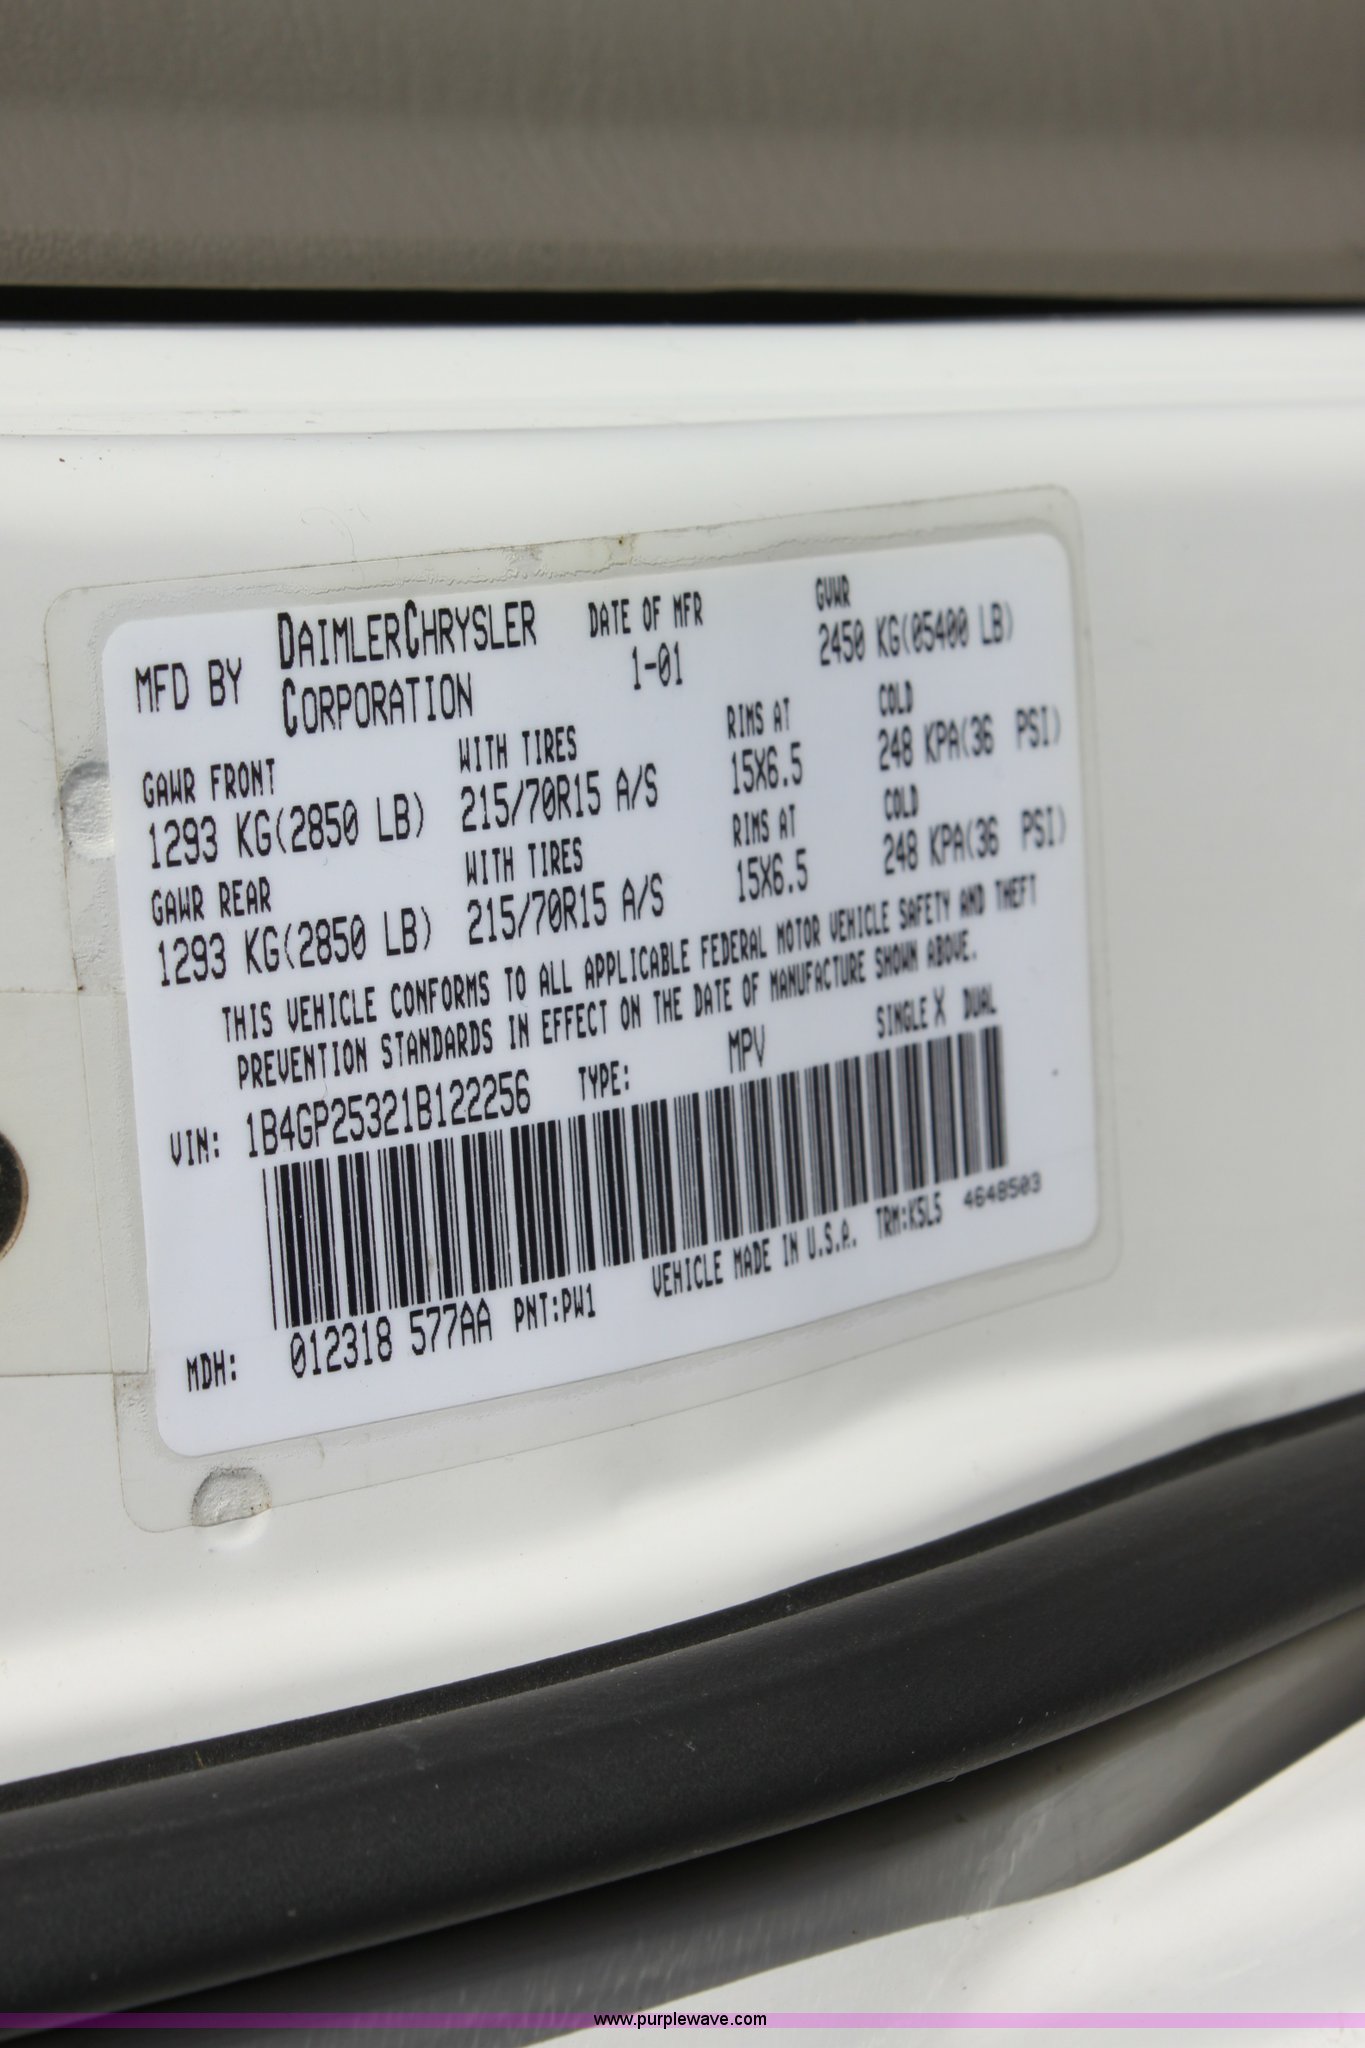 MFD BY DAIMLERCHRYSLER CORPORATION
DATE OF MFR
1-01
GVWR
2450 KG(05400 LB)
GAWR FRONT WITH TIRES RIMS AT COLD
1293 KG(2850 LB) 215/70R15 A/S 15X6.5 248 KPA(36 PSI)
GAWR REAR WITH TIRES RIMS AT COLD
1293 KG(2850 LB) 215/70R15 A/S 15X6.5 248 KPA(36 PSI)
THIS VEHICLE CONFORMS TO ALL APPLICABLE FEDERAL MOTOR VEHICLE SAFETY AND THEFT
PREVENTION STANDARDS IN EFFECT ON THE DATE OF MANUFACTURE SHOWN ABOVE.
VIN: 1B4GP25321B122256 TYPE: MPV SINGLE X DUAL
MDH: 012318 577AA PNT:PW1 VEHICLE MADE IN U.S.A. TRM:K5L5 4648503
www.purplewave.com